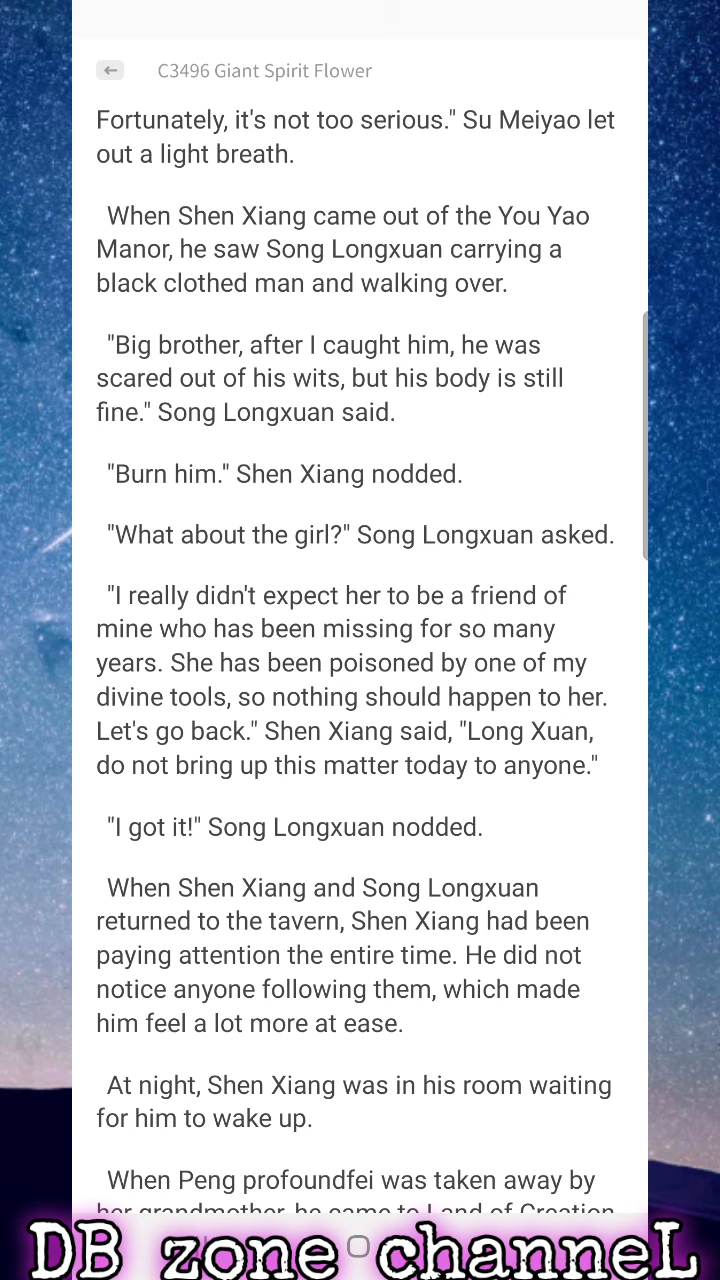 C3496 Giant Spirit Flower
Fortunately, it's not too serious." Su Meiyao let
out a light breath.
When Shen Xiang came out of the You Yao
Manor, he saw Song Longxuan carrying a
black clothed man and walking over.
"Big brother, after I caught him, he was
scared out of his wits, but his body is still
fine." Song Longxuan said.
"Burn him." Shen Xiang nodded.
"What about the girl?" Song Longxuan asked.
"I really didn't expect her to be a friend of
mine who has been missing for so many
years. She has been poisoned by one of my
divine tools, so nothing should happen to her.
Let's go back." Shen Xiang said, "Long Xuan,
do not bring up this matter today to anyone."
"I got it!" Song Longxuan nodded.
When Shen Xiang and Song Longxuan
returned to the tavern, Shen Xiang had been
paying attention the entire time. He did not
notice anyone following them, which made
him feel a lot more at ease.
At night, Shen Xiang was in his room waiting
for him to wake up.
When Peng profoundfei was taken away by
her grandmother, he came to Land of Creation
DB zone channeL